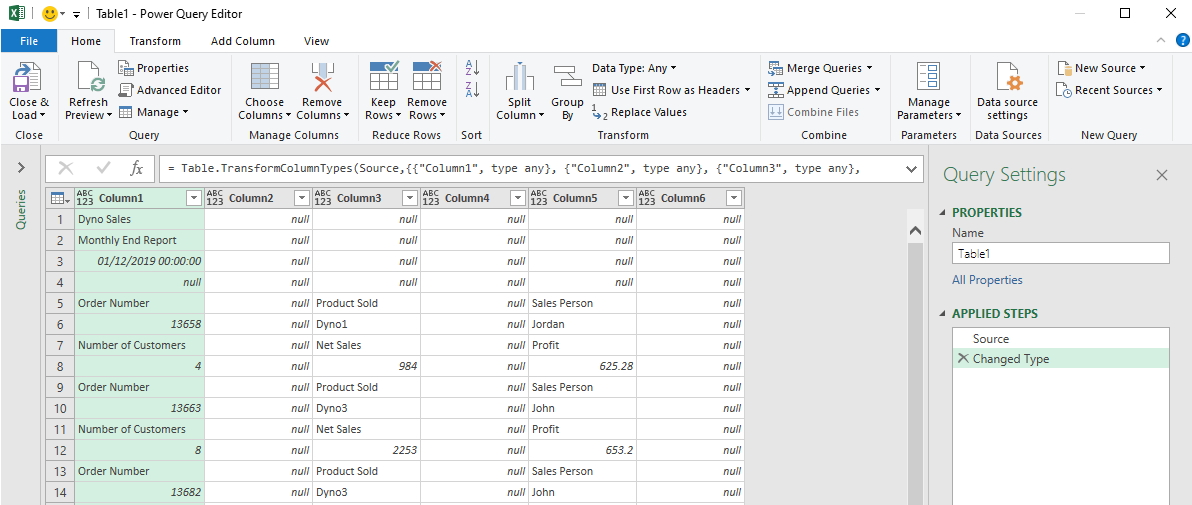 Table1 - Power Query Editor
File Home Transform Add Column View
Close & Load
Refresh Preview
Properties
Advanced Editor
Manage
Choose Columns
Remove Columns
Keep Rows
Remove Rows
A Z
Z A
Split Column
Group By
Data Type: Any
Use First Row as Headers
1 2 Replace Values
Merge Queries
Append Queries
Combine Files
Manage Parameters
Data source settings
New Source
Recent Sources
Close Query Manage Columns Reduce Rows Sort Transform Combine Parameters Data Sources New Query
Queries
fx = Table.TransformColumnTypes(Source,{{"Column1", type any}, {"Column2", type any}, {"Column3", type any},
ABC 123 Column1 ABC 123 Column2 ABC 123 Column3 ABC 123 Column4 ABC 123 Column5 ABC 123 Column6
1 Dyno Sales null null null null null
2 Monthly End Report null null null null null
3 01/12/2019 00:00:00 null null null null null
4 null null null null null null
5 Order Number null Product Sold null Sales Person null
6 13658 null Dyno1 null Jordan null
7 Number of Customers null Net Sales null Profit null
8 4 null 984 null 625.28 null
9 Order Number null Product Sold null Sales Person null
10 13663 null Dyno3 null John null
11 Number of Customers null Net Sales null Profit null
12 8 null 2253 null 653.2 null
13 Order Number null Product Sold null Sales Person null
14 13682 null Dyno3 null John null
Query Settings
PROPERTIES
Name
Table1
All Properties
APPLIED STEPS
Source
Changed Type